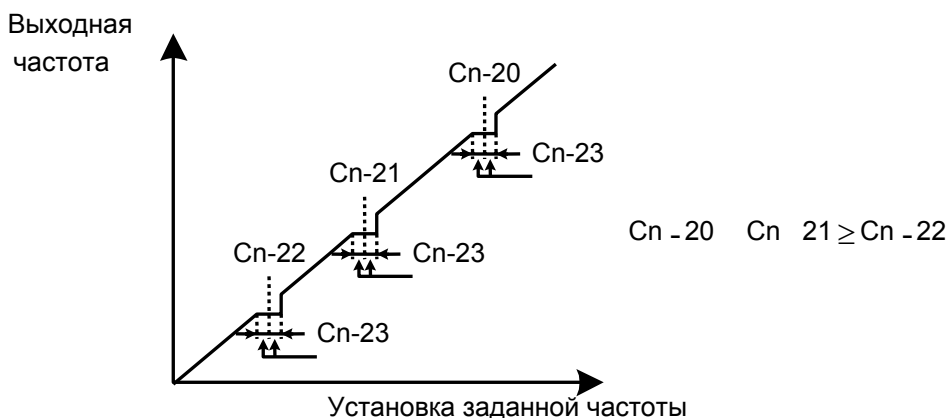 Выходная
частота
Cn-20
Cn-23
Cn-21
Cn-20 Cn 21 ≥ Cn-22
Cn-22
Cn-23
Cn-23
Установка заданной частоты